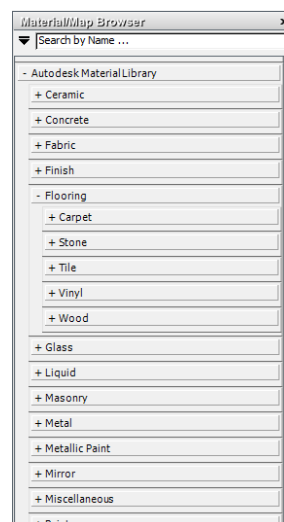 Material/Map Browser x
Search by Name ...
- Autodesk Material Library
+ Ceramic
+ Concrete
+ Fabric
+ Finish
- Flooring
+ Carpet
+ Stone
+ Tile
+ Vinyl
+ Wood
+ Glass
+ Liquid
+ Masonry
+ Metal
+ Metallic Paint
+ Mirror
+ Miscellaneous